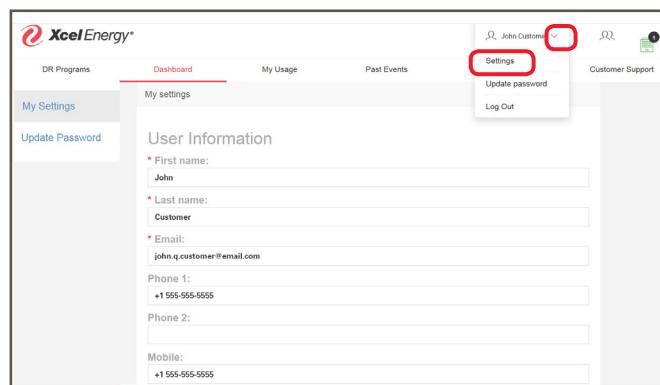 Xcel Energy®
John Custome
1
DR Programs
Dashboard
My Usage
Past Events
Customer Support
Settings
Update password
Log Out
My Settings
Update Password
My settings
User Information
* First name:
John
* Last name:
Customer
* Email:
john.q.customer@email.com
Phone 1:
+1 555-555-5555
Phone 2:
Mobile:
+1 555-555-5555